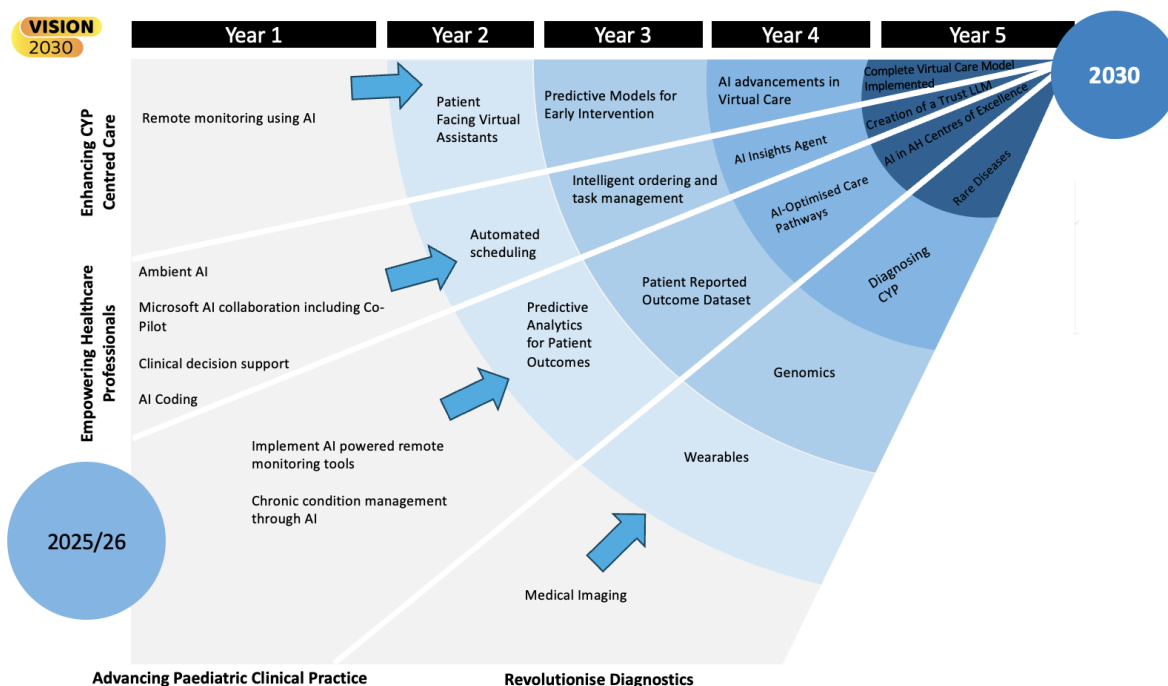 VISION
2030
Year 1
Year 2
Year 3
Year 4
Year 5
2030
Enhancing CYP
Centred Care
Remote monitoring using AI
Patient
Facing Virtual
Assistants
Predictive Models for
Early Intervention
AI advancements in
Virtual Care
Complete Virtual Care Model
Implemented
Empowering Healthcare
Professionals
Ambient AI
Microsoft AI collaboration including Co-
Pilot
Clinical decision support
AI Coding
Automated
scheduling
Intelligent ordering and
task management
AI Insights Agent
Creation of a Trust LLM
Implement AI powered remote
monitoring tools
Chronic condition management
through AI
Predictive
Analytics
for Patient
Outcomes
Patient Reported
Outcome Dataset
AI-Optimised Care
Pathways
AI in AH Centres of Excellence
Medical Imaging
Wearables
Genomics
Diagnosing
CYP
Rare Diseases
2025/26
Advancing Paediatric Clinical Practice
Revolutionise Diagnostics